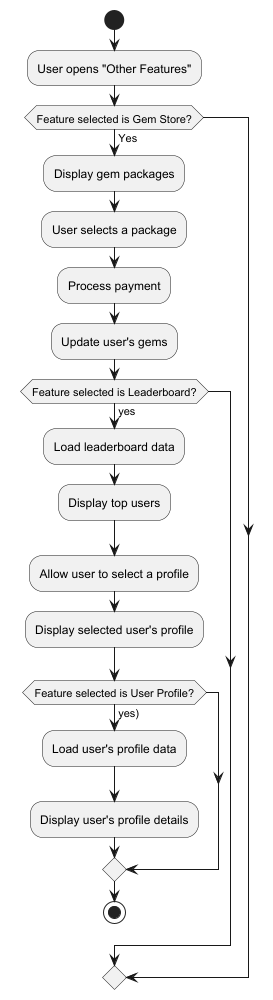 User opens "Other Features"
Feature selected is Gem Store?
Yes
Display gem packages
User selects a package
Process payment
Update user's gems
Feature selected is Leaderboard?
yes
Load leaderboard data
Display top users
Allow user to select a profile
Display selected user's profile
Feature selected is User Profile?
yes)
Load user's profile data
Display user's profile details